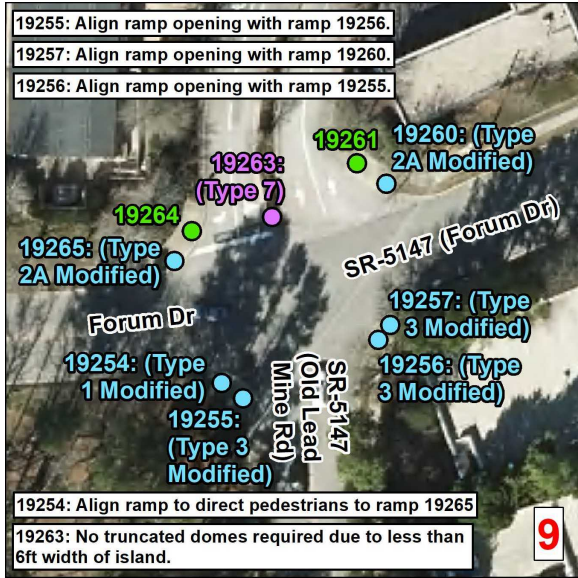 19255: Align ramp opening with ramp 19256.
19257: Align ramp opening with ramp 19260.
19256: Align ramp opening with ramp 19255.
19261
19260: (Type
2A Modified)
19263:
(Type 7)
19264
19265: (Type
2A Modified)
SR-5147 (Forum Dr)
Forum Dr
19257: (Type
3 Modified)
19256: (Type
3 Modified)
19254: (Type
1 Modified)
19255:
(Type 3
Modified)
SR-5147
(Old Lead
Mine Rd)
19254: Align ramp to direct pedestrians to ramp 19265
19263: No truncated domes required due to less than
6ft width of island.
9